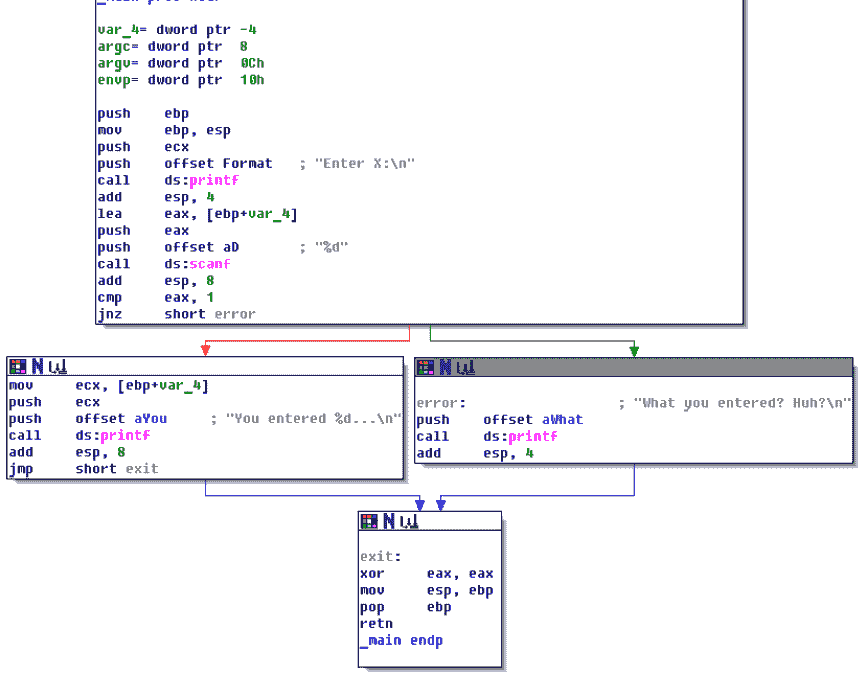 var_4= dword ptr -4
argc= dword ptr  8
argv= dword ptr  0Ch
envp= dword ptr  10h
push    ebp
mov     ebp, esp
push    ecx
push    offset Format   ; "Enter X:\n"
call    ds:printf
add     esp, 4
lea     eax, [ebp+var_4]
push    eax
push    offset aD       ; "%d"
call    ds:scanf
add     esp, 8
cmp     eax, 1
jnz     short error
mov     ecx, [ebp+var_4]
push    ecx
push    offset aYou     ; "You entered %d...\n"
call    ds:printf
add     esp, 8
jmp     short exit
error:                  ; "What you entered? Huh?\n"
push    offset aWhat
call    ds:printf
add     esp, 4
exit:
xor     eax, eax
mov     esp, ebp
pop     ebp
retn
_main endp